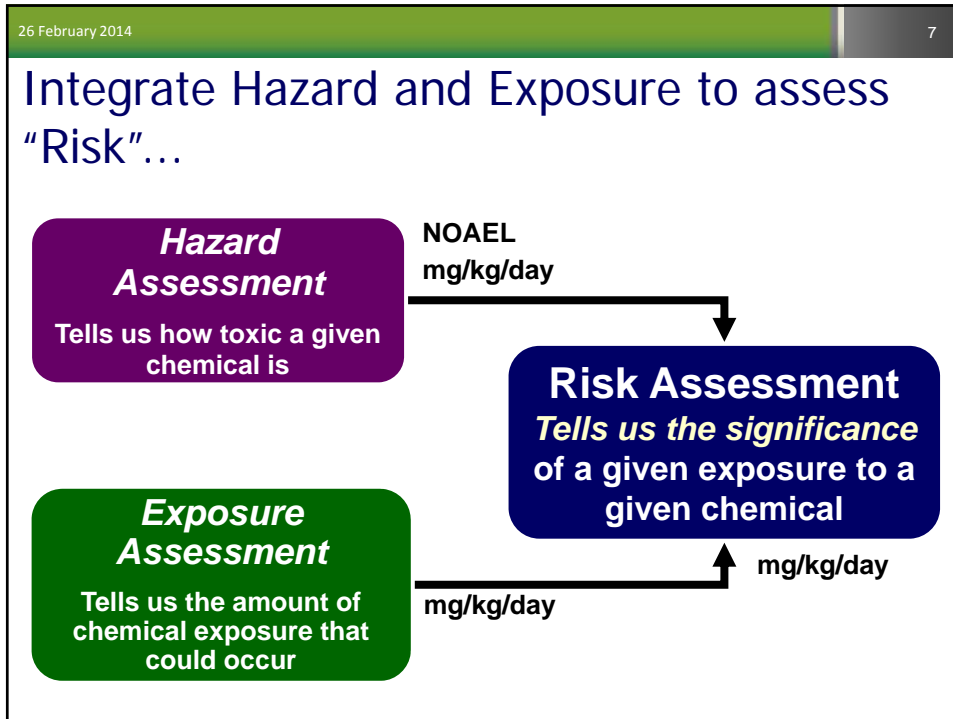 26 February 2014
7
Integrate Hazard and Exposure to assess
“Risk”…
Hazard
Assessment
Tells us how toxic a given
chemical is
NOAEL
mg/kg/day
Risk Assessment
Tells us the significance
of a given exposure to a
given chemical
Exposure
Assessment
Tells us the amount of
chemical exposure that
could occur
mg/kg/day
mg/kg/day